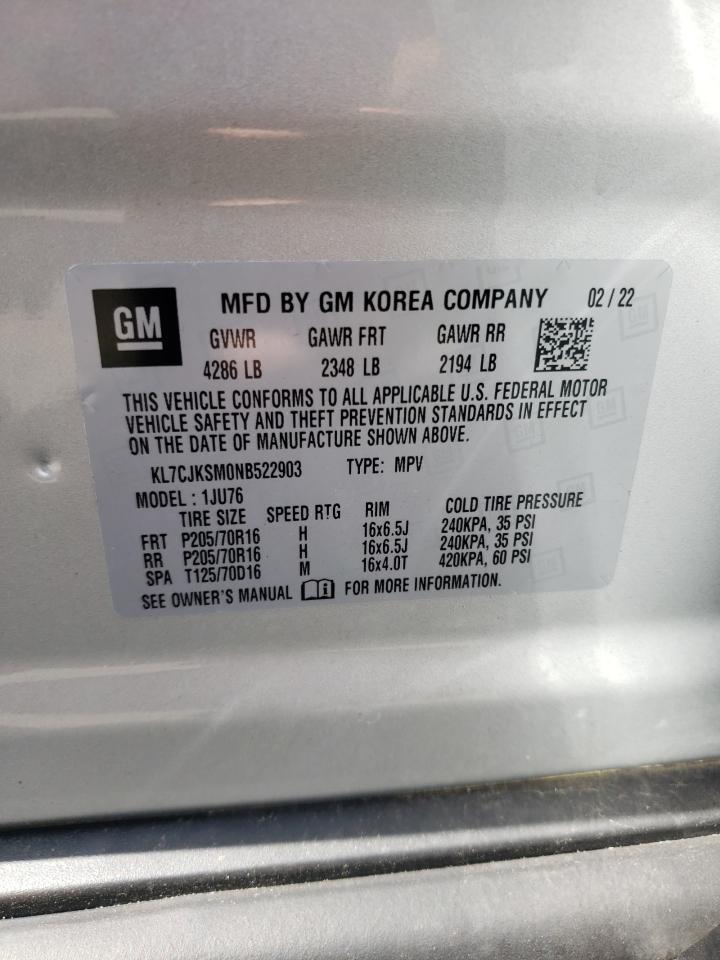 GM
MFD BY GM KOREA COMPANY 02 / 22
GVWR GAWR FRT GAWR RR
4286 LB 2348 LB 2194 LB
THIS VEHICLE CONFORMS TO ALL APPLICABLE U.S. FEDERAL MOTOR
VEHICLE SAFETY AND THEFT PREVENTION STANDARDS IN EFFECT
ON THE DATE OF MANUFACTURE SHOWN ABOVE.
KL7CJKSM0NB522903 TYPE: MPV
MODEL : 1JU76
TIRE SIZE SPEED RTG RIM COLD TIRE PRESSURE
FRT P205/70R16 H 16x6.5J 240KPA, 35 PSI
RR P205/70R16 H 16x6.5J 240KPA, 35 PSI
SPA T125/70D16 M 16x4.0T 420KPA, 60 PSI
SEE OWNER'S MANUAL FOR MORE INFORMATION.